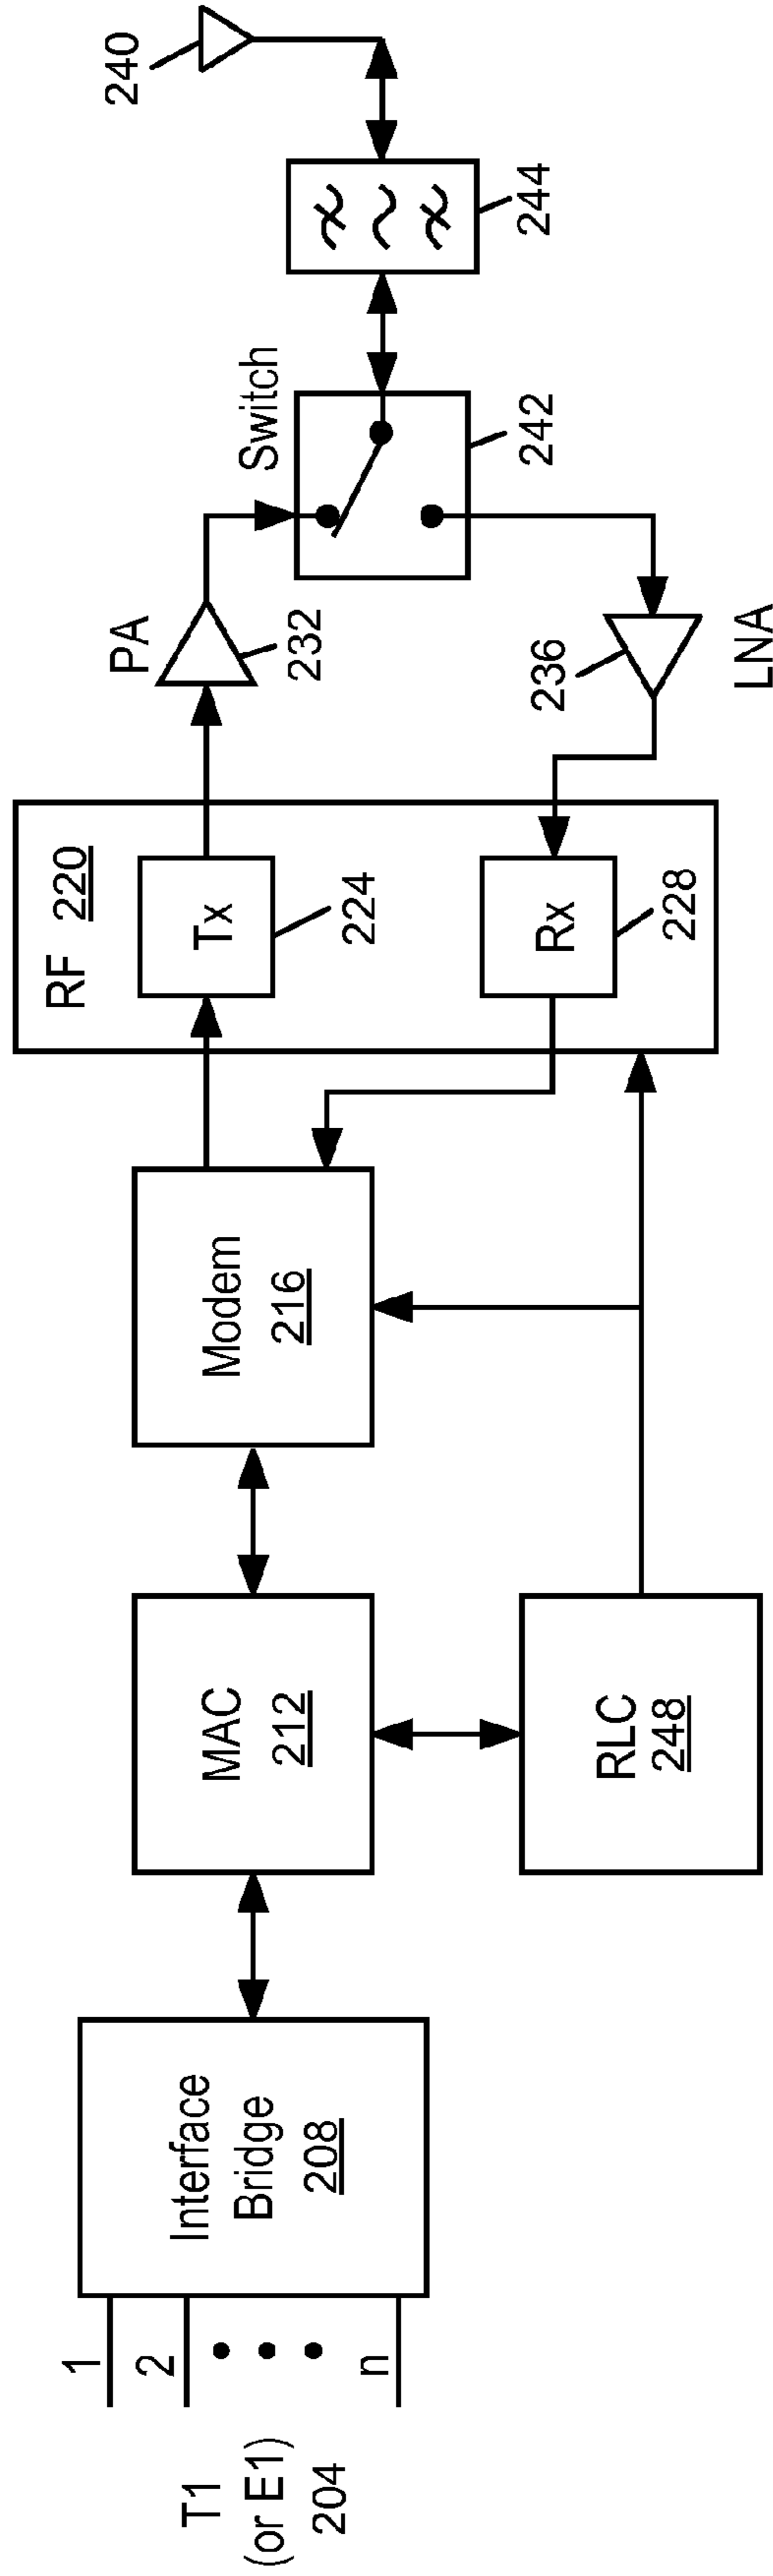 T1
(or E1)
204
1
2
n
Interface
Bridge
208
MAC
212
RLC
248
Modem
216
RF 220
Tx
224
Rx
228
PA
232
236
LNA
Switch
242
244
240